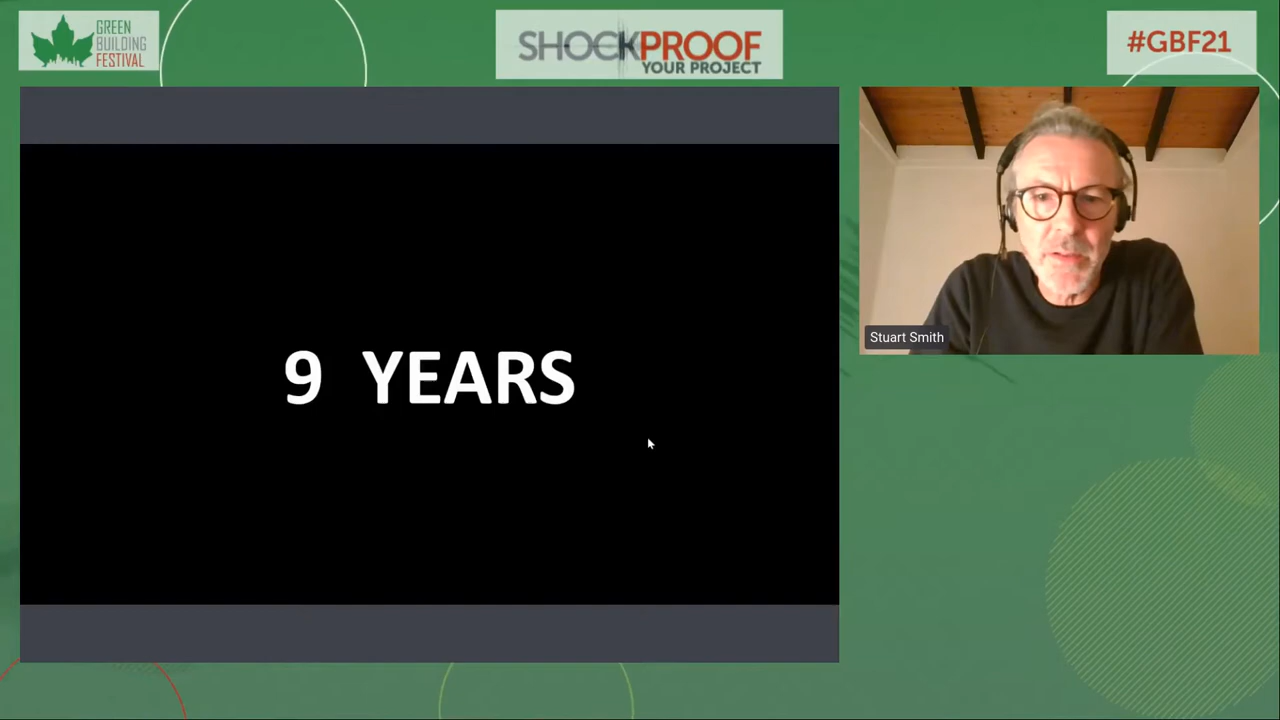 GREEN
BUILDING
FESTIVAL
SHOCKPROOF
YOUR PROJECT
#GBF21
9 YEARS
Stuart Smith